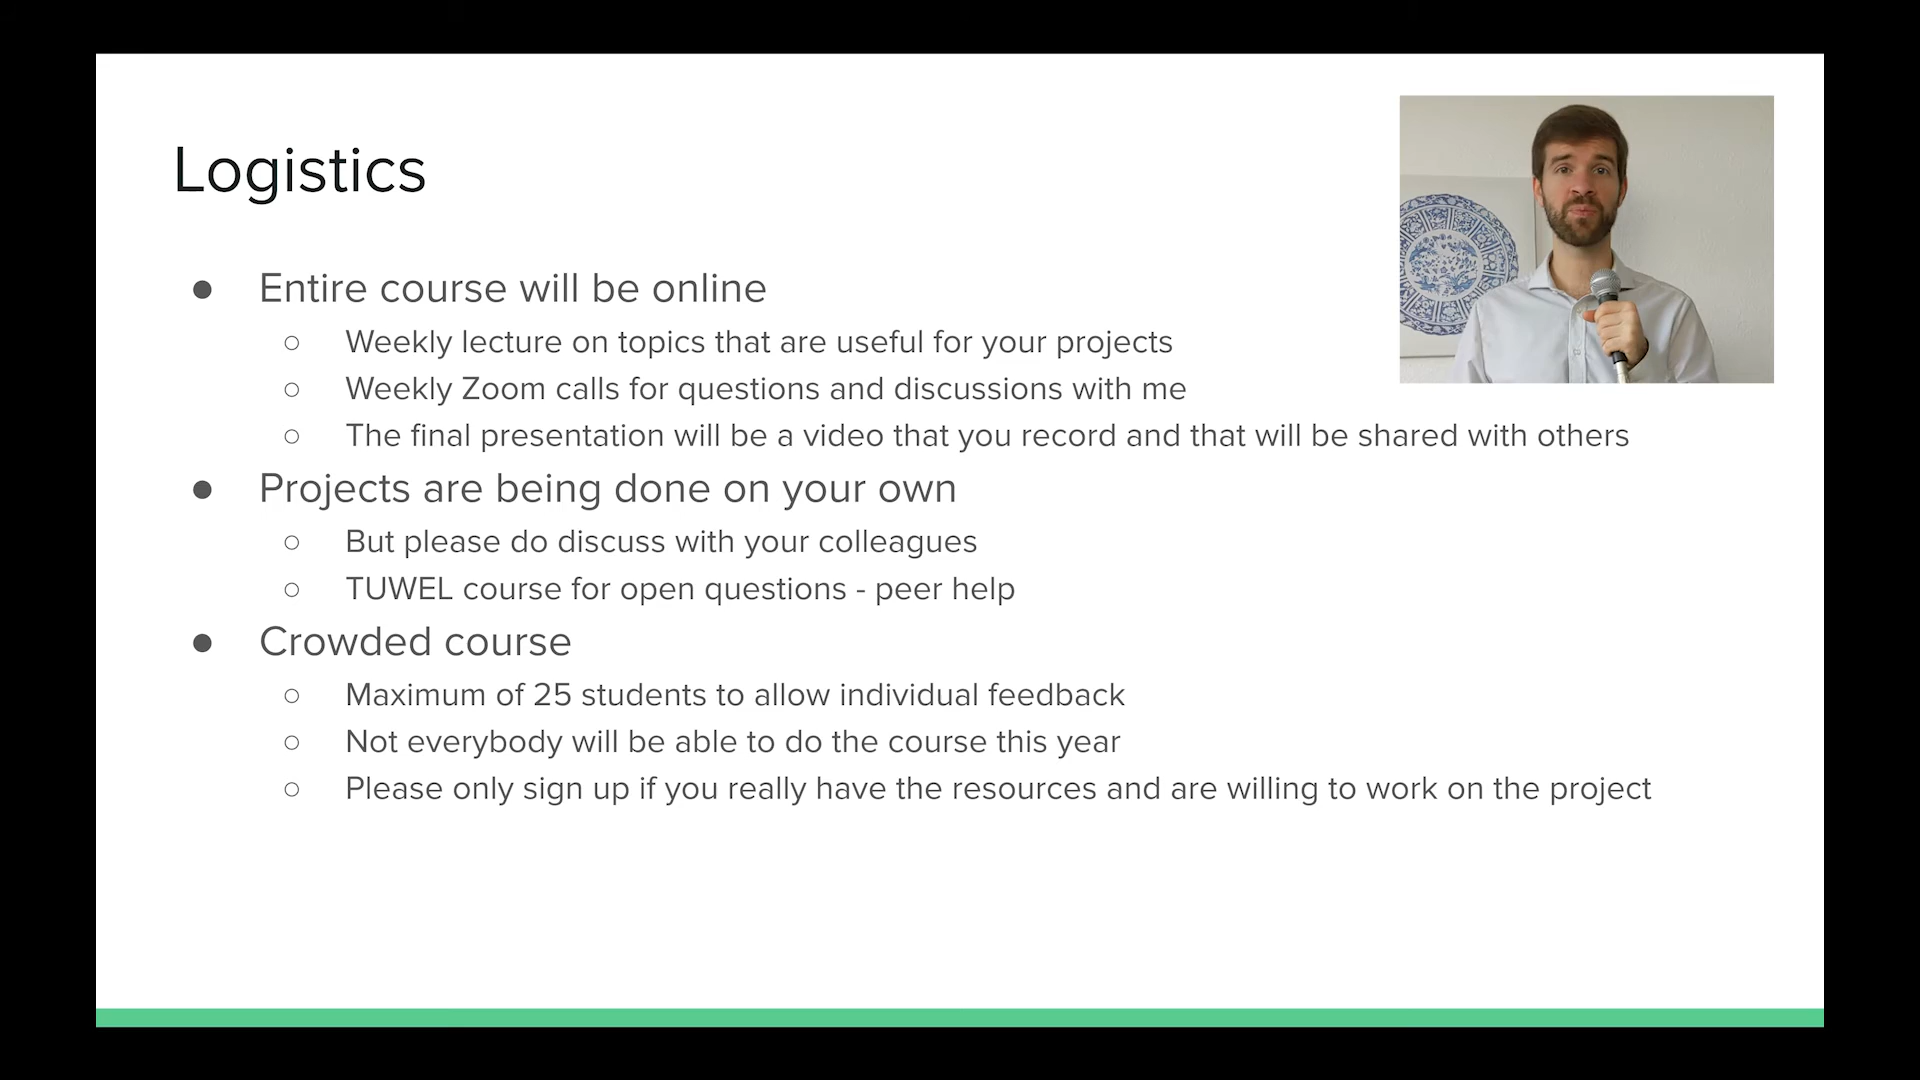 Logistics
● Entire course will be online
○ Weekly lecture on topics that are useful for your projects
○ Weekly Zoom calls for questions and discussions with me
○ The final presentation will be a video that you record and that will be shared with others
● Projects are being done on your own
○ But please do discuss with your colleagues
○ TUWEL course for open questions - peer help
● Crowded course
○ Maximum of 25 students to allow individual feedback
○ Not everybody will be able to do the course this year
○ Please only sign up if you really have the resources and are willing to work on the project